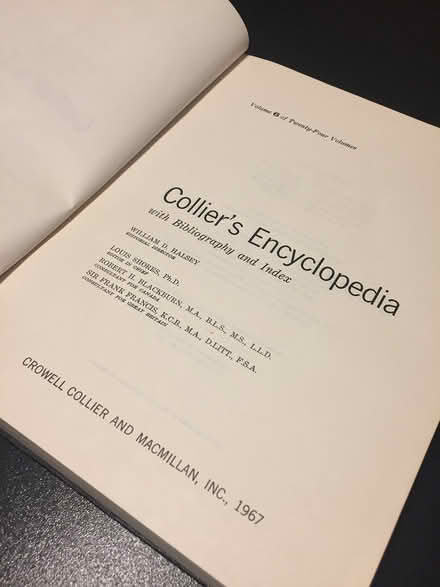 Volume 6 of Twenty-Four Volumes
Collier's Encyclopedia
with Bibliography and Index
WILLIAM D. HALSEY
EDITORIAL DIRECTOR
LOUIS SHORES, Ph.D.
EDITOR IN CHIEF
ROBERT H. BLACKBURN, M.A., B.L.S., M.S., L.L.D.
CONSULTANT FOR CANADA
SIR FRANK FRANCIS, K.C.B., M.A., D.LITT., F.S.A.
CONSULTANT FOR GREAT BRITAIN
CROWELL COLLIER AND MACMILLAN, INC., 1967